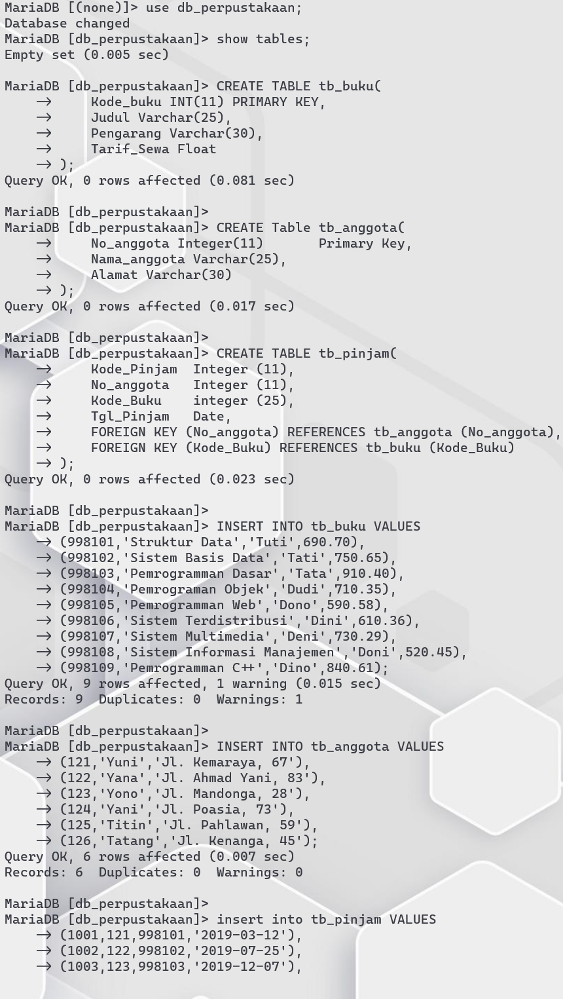 MariaDB [(none)]> use db_perpustakaan;
Database changed
MariaDB [db_perpustakaan]> show tables;
Empty set (0.005 sec)

MariaDB [db_perpustakaan]> CREATE TABLE tb_buku(
    ->     Kode_buku INT(11) PRIMARY KEY,
    ->     Judul Varchar(25),
    ->     Pengarang Varchar(30),
    ->     Tarif_Sewa Float
    -> );
Query OK, 0 rows affected (0.081 sec)

MariaDB [db_perpustakaan]>
MariaDB [db_perpustakaan]> CREATE Table tb_anggota(
    ->     No_anggota Integer(11)       Primary Key,
    ->     Nama_anggota Varchar(25),
    ->     Alamat Varchar(30)
    -> );
Query OK, 0 rows affected (0.017 sec)

MariaDB [db_perpustakaan]>
MariaDB [db_perpustakaan]> CREATE TABLE tb_pinjam(
    ->     Kode_Pinjam  Integer (11),
    ->     No_anggota   Integer (11),
    ->     Kode_Buku    integer (25),
    ->     Tgl_Pinjam   Date,
    ->     FOREIGN KEY (No_anggota) REFERENCES tb_anggota (No_anggota),
    ->     FOREIGN KEY (Kode_Buku) REFERENCES tb_buku (Kode_Buku)
    -> );
Query OK, 0 rows affected (0.023 sec)

MariaDB [db_perpustakaan]>
MariaDB [db_perpustakaan]> INSERT INTO tb_buku VALUES
    -> (998101,'Struktur Data','Tuti',690.70),
    -> (998102,'Sistem Basis Data','Tati',750.65),
    -> (998103,'Pemrogramman Dasar','Tata',910.40),
    -> (998104,'Pemrograman Objek','Dudi',710.35),
    -> (998105,'Pemrogramman Web','Dono',590.58),
    -> (998106,'Sistem Terdistribusi','Dini',610.36),
    -> (998107,'Sistem Multimedia','Deni',730.29),
    -> (998108,'Sistem Informasi Manajemen','Doni',520.45),
    -> (998109,'Pemrogramman C++','Dino',840.61);
Query OK, 9 rows affected, 1 warning (0.015 sec)
Records: 9  Duplicates: 0  Warnings: 1

MariaDB [db_perpustakaan]>
MariaDB [db_perpustakaan]> INSERT INTO tb_anggota VALUES
    -> (121,'Yuni','Jl. Kemaraya, 67'),
    -> (122,'Yana','Jl. Ahmad Yani, 83'),
    -> (123,'Yono','Jl. Mandonga, 28'),
    -> (124,'Yani','Jl. Poasia, 73'),
    -> (125,'Titin','Jl. Pahlawan, 59'),
    -> (126,'Tatang','Jl. Kenanga, 45');
Query OK, 6 rows affected (0.007 sec)
Records: 6  Duplicates: 0  Warnings: 0

MariaDB [db_perpustakaan]>
MariaDB [db_perpustakaan]> insert into tb_pinjam VALUES
    -> (1001,121,998101,'2019-03-12'),
    -> (1002,122,998102,'2019-07-25'),
    -> (1003,123,998103,'2019-12-07'),